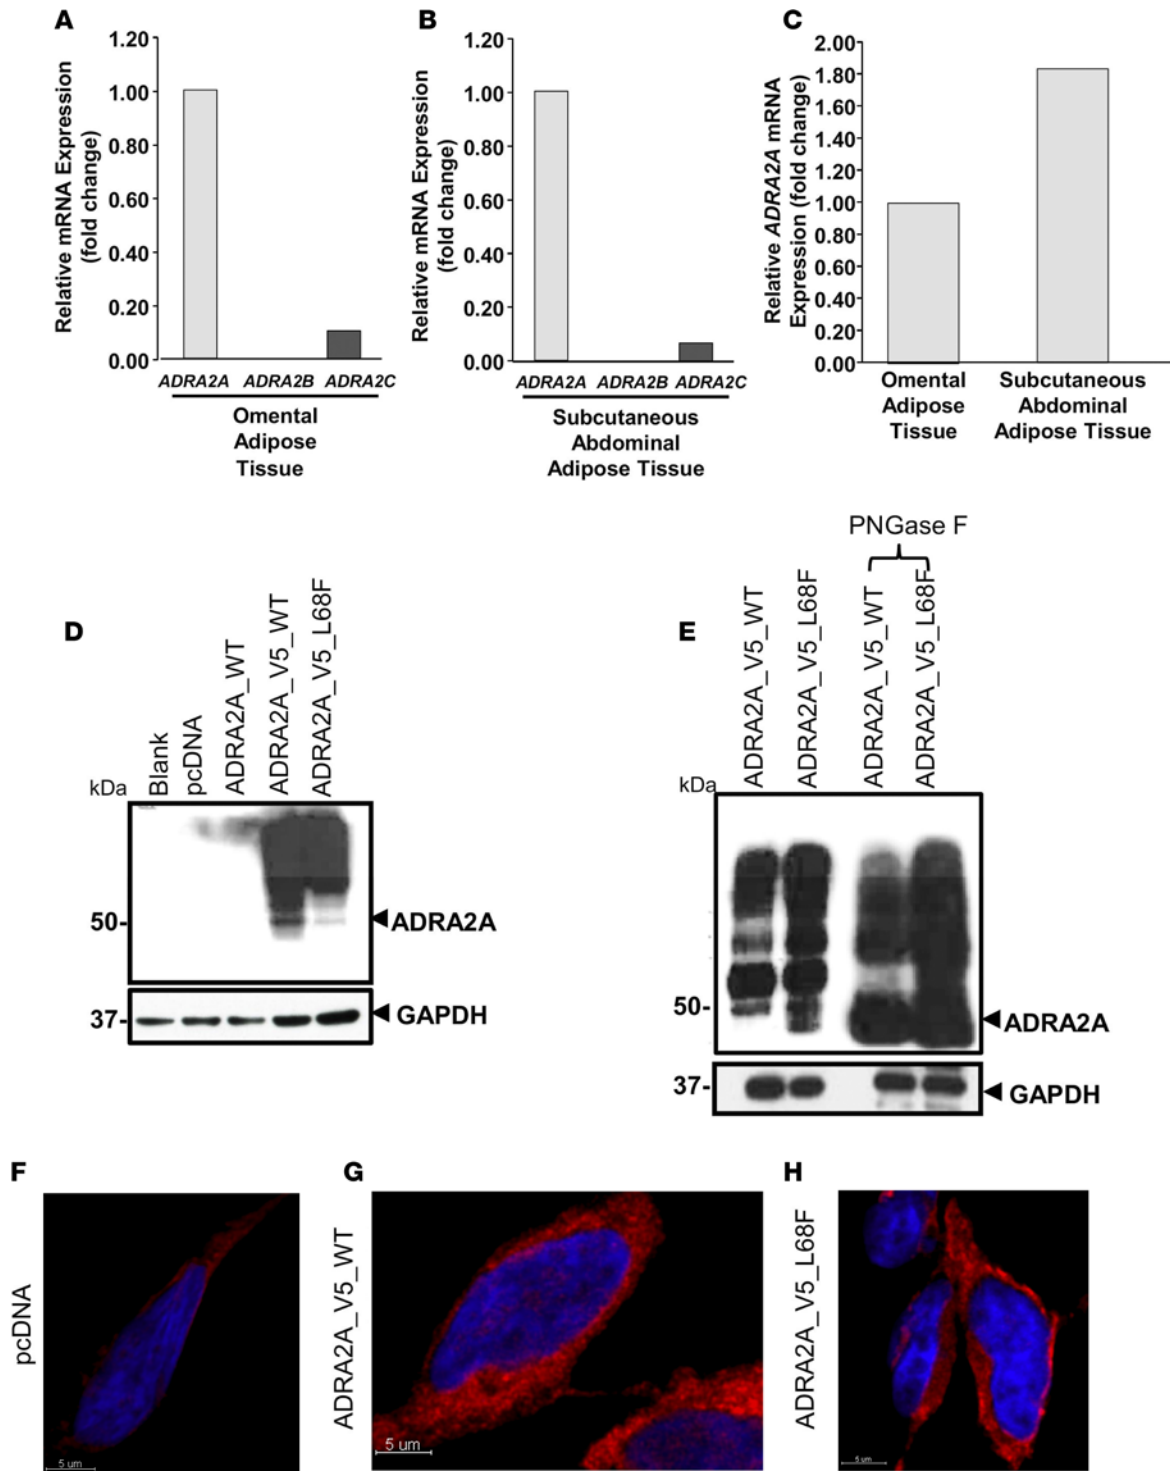 A
Relative mRNA Expression
(fold change)
1.20
1.00
0.80
0.60
0.40
0.20
0.00
ADRA2A ADRA2B ADRA2C
Omental
Adipose
Tissue
B
Relative mRNA Expression
(fold change)
1.20
1.00
0.80
0.60
0.40
0.20
0.00
ADRA2A ADRA2B ADRA2C
Subcutaneous
Abdominal
Adipose Tissue
C
Relative ADRA2A mRNA
Expression (fold change)
2.00
1.80
1.60
1.40
1.20
1.00
0.80
0.60
0.40
0.20
0.00
Omental
Adipose
Tissue
Subcutaneous
Abdominal
Adipose Tissue
D
kDa
Blank
pcDNA
ADRA2A_WT
ADRA2A_V5_WT
ADRA2A_V5_L68F
50-
ADRA2A
37-
GAPDH
E
PNGase F
kDa
ADRA2A_V5_WT
ADRA2A_V5_L68F
ADRA2A_V5_WT
ADRA2A_V5_L68F
50-
ADRA2A
37-
GAPDH
F
pcDNA
5 um
G
ADRA2A_V5_WT
5 um
H
ADRA2A_V5_L68F
5 um